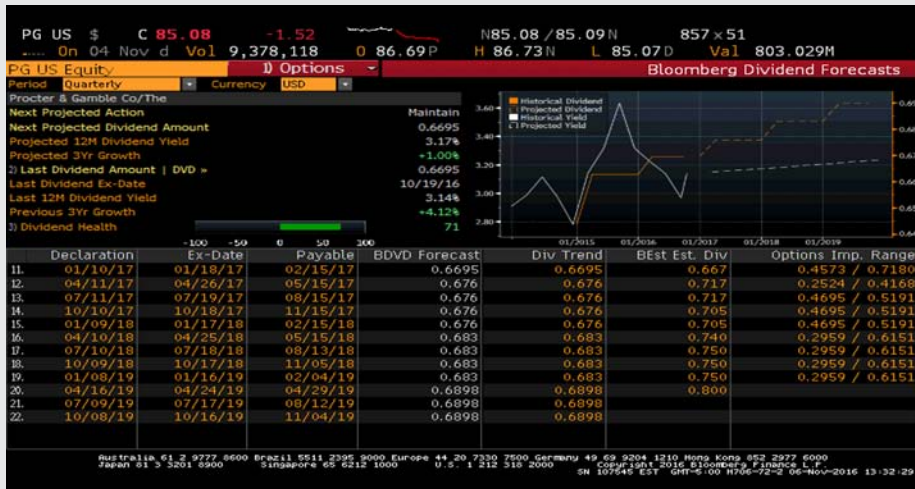 PG US $ C 85.08 -1.52 N85.08 / 85.09N 857 × 51
On 04 Nov d Vol 9,378,118 O 86.69P H 86.73N L 85.07D Val 803.029M
PG US Equity 1) Options Bloomberg Dividend Forecasts
Period Quarterly Currency USD
Procter & Gamble Co/The
Next Projected Action Maintain
Next Projected Dividend Amount 0.6695
Projected 12M Dividend Yield 3.17%
Projected 3Yr Growth +1.00%
2) Last Dividend Amount | DVD » 0.6695
Last Dividend Ex-Date 10/19/16
Last 12M Dividend Yield 3.14%
Previous 3Yr Growth +4.12%
3) Dividend Health 71
-100 -50 0 50 100
Historical Dividend
Projected Dividend
Historical Yield
Projected Yield
3.60
3.40
3.20
3.00
2.80
01/2015 01/2016 01/2017 01/2018 01/2019
Declaration Ex-Date Payable BDVD Forecast Div Trend BEst Est. Div Options Imp. Range
11. 01/10/17 01/18/17 02/15/17 0.6695 0.6695 0.667 0.4573 / 0.7180
12. 04/11/17 04/26/17 05/15/17 0.676 0.676 0.717 0.2524 / 0.4168
13. 07/11/17 07/19/17 08/15/17 0.676 0.676 0.717 0.4695 / 0.5191
14. 10/10/17 10/18/17 11/15/17 0.676 0.676 0.705 0.4695 / 0.5191
15. 01/09/18 01/17/18 02/15/18 0.676 0.676 0.705 0.4695 / 0.5191
16. 04/10/18 04/25/18 05/15/18 0.683 0.683 0.740 0.2959 / 0.6151
17. 07/10/18 07/18/18 08/13/18 0.683 0.683 0.750 0.2959 / 0.6151
18. 10/09/18 10/17/18 11/05/18 0.683 0.683 0.750 0.2959 / 0.6151
19. 01/08/19 01/16/19 02/04/19 0.683 0.683 0.750 0.2959 / 0.6151
20. 04/16/19 04/24/19 04/29/19 0.6898 0.6898 0.800
21. 07/09/19 07/17/19 08/12/19 0.6898 0.6898
22. 10/08/19 10/16/19 11/04/19 0.6898 0.6898
Australia 61 2 9777 8600 Brazil 5511 2395 9000 Europe 44 20 7330 7500 Germany 49 69 9204 1210 Hong Kong 852 2977 6000
Japan 81 3 3201 8900 Singapore 65 6212 1000 U.S. 1 212 318 2000 Copyright 2016 Bloomberg Finance L.P.
SN 107545 EST GMT-5:00 H706-72-2 06-Nov-2016 13:32:29